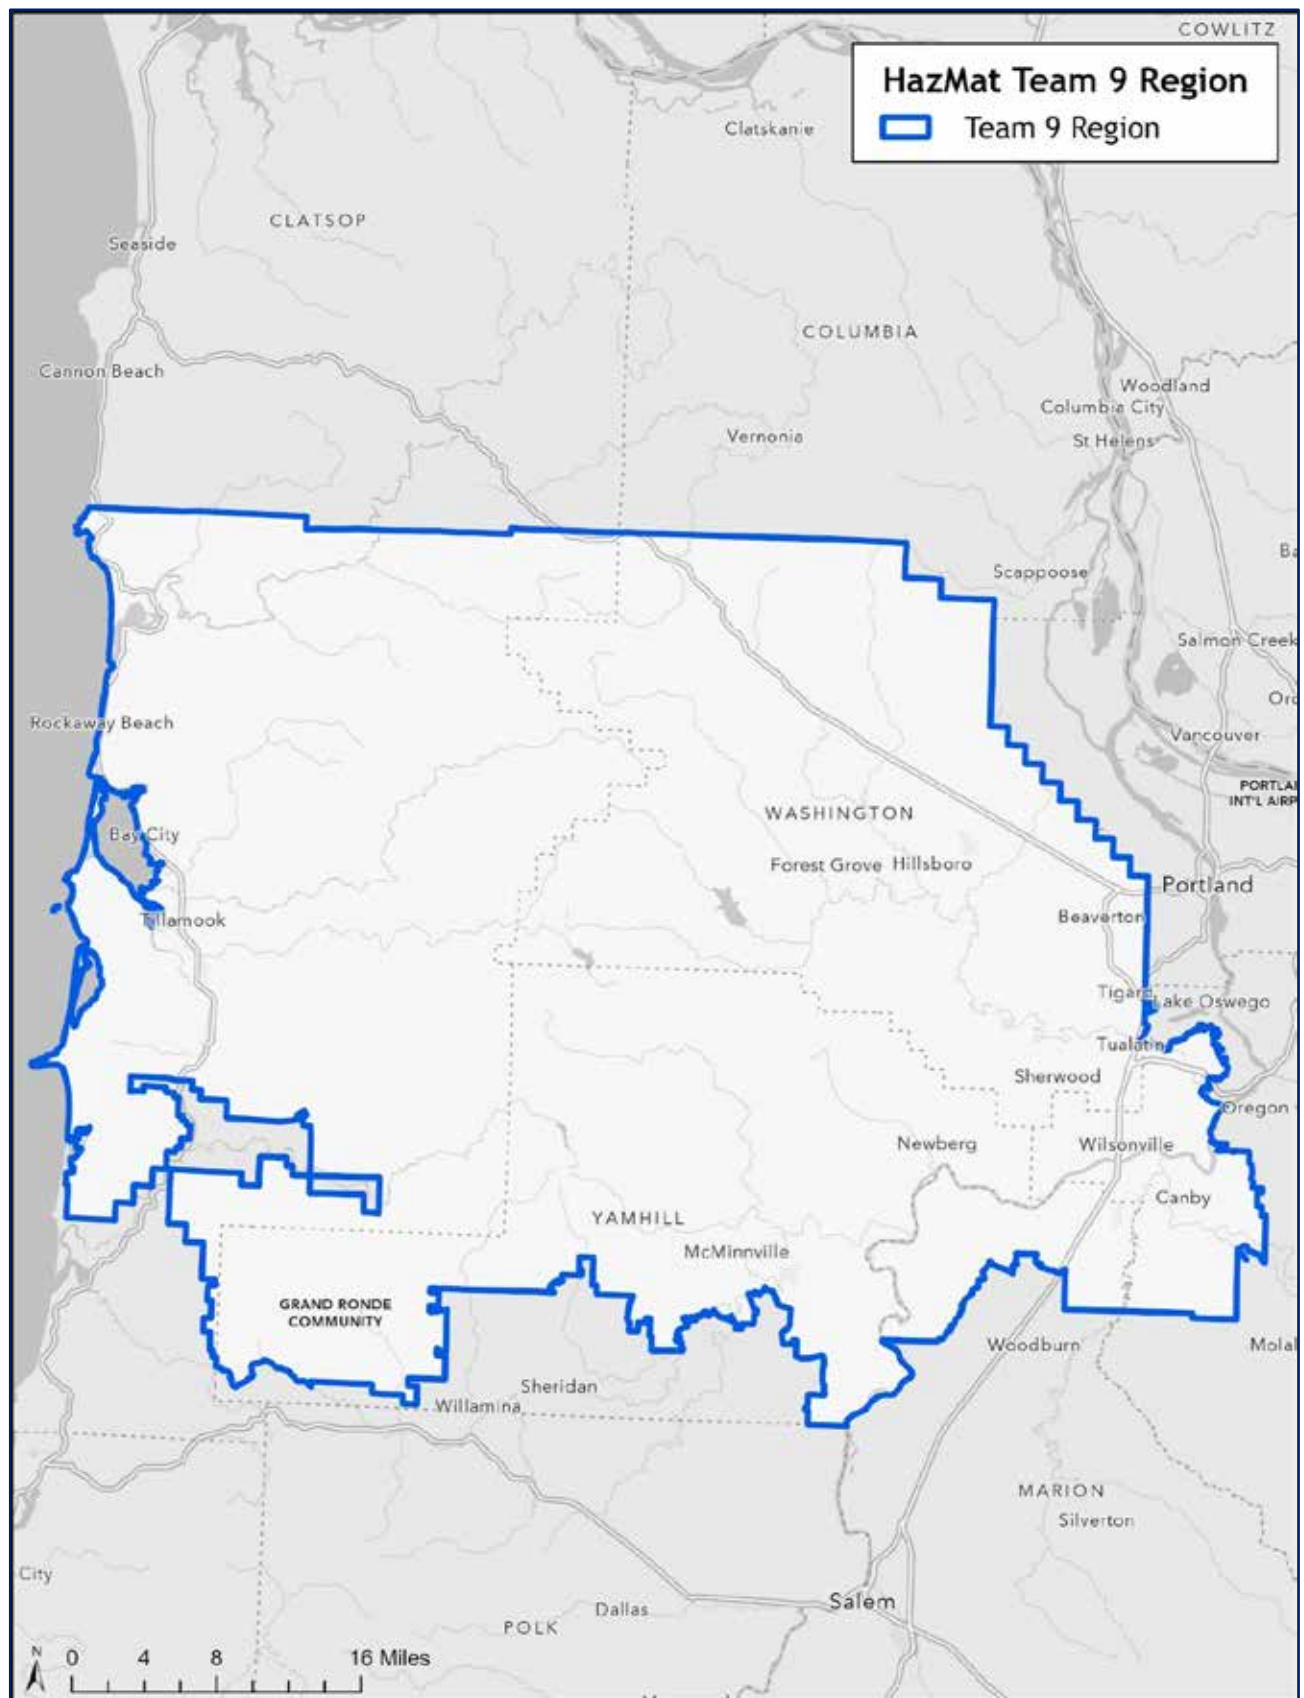 COWLITZ
HazMat Team 9 Region
Team 9 Region
Clatskanie
CLATSOP
Seaside
COLUMBIA
Cannon Beach
Woodland
Columbia City
Vernonia
St Helens
Scappoose
Salmon Creek
Rockaway Beach
Vancouver
PORTLA
INT'L AIRP
WASHINGTON
Bay City
Forest Grove
Hillsboro
Portland
Beaverton
Tillamook
Tigard
Lake Oswego
Tualatin
Sherwood
Oregon
Newberg
Wilsonville
Canby
YAMHILL
McMinnville
GRAND RONDE
COMMUNITY
Woodburn
Molal
Sheridan
Willamina
MARION
Silverton
City
Salem
Dallas
POLK
N
0 4 8 16 Miles